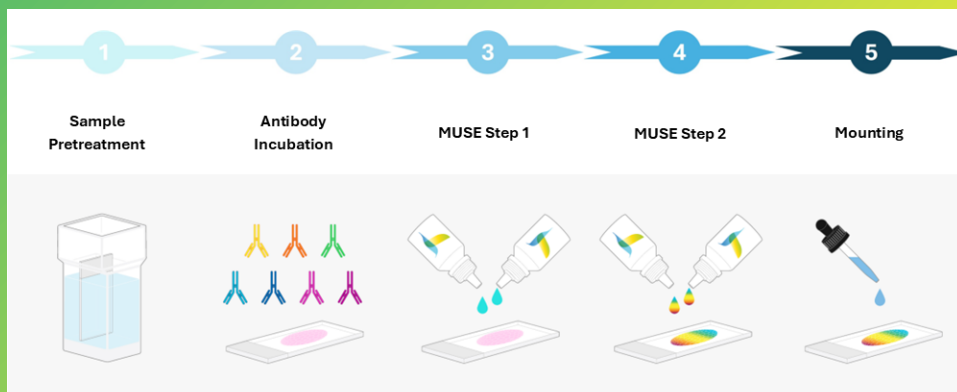 1
2
3
4
5
Sample
Pretreatment
Antibody
Incubation
MUSE Step 1
MUSE Step 2
Mounting